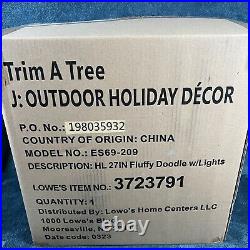 Trim A Tree
J: OUTDOOR HOLIDAY DÉCOR
P.O. No.: 198035932
COUNTRY OF ORIGIN: CHINA
MODEL NO.: ES69-209
DESCRIPTION: HL 27IN Fluffy Doodle w/Lights
LOWE'S ITEM NO.: 3723791
QUANTITY: 1
Distributed By: Lowe's Home Centers LLC
1000 Lowe's Blvd
Mooresville, N
Date code: 0323